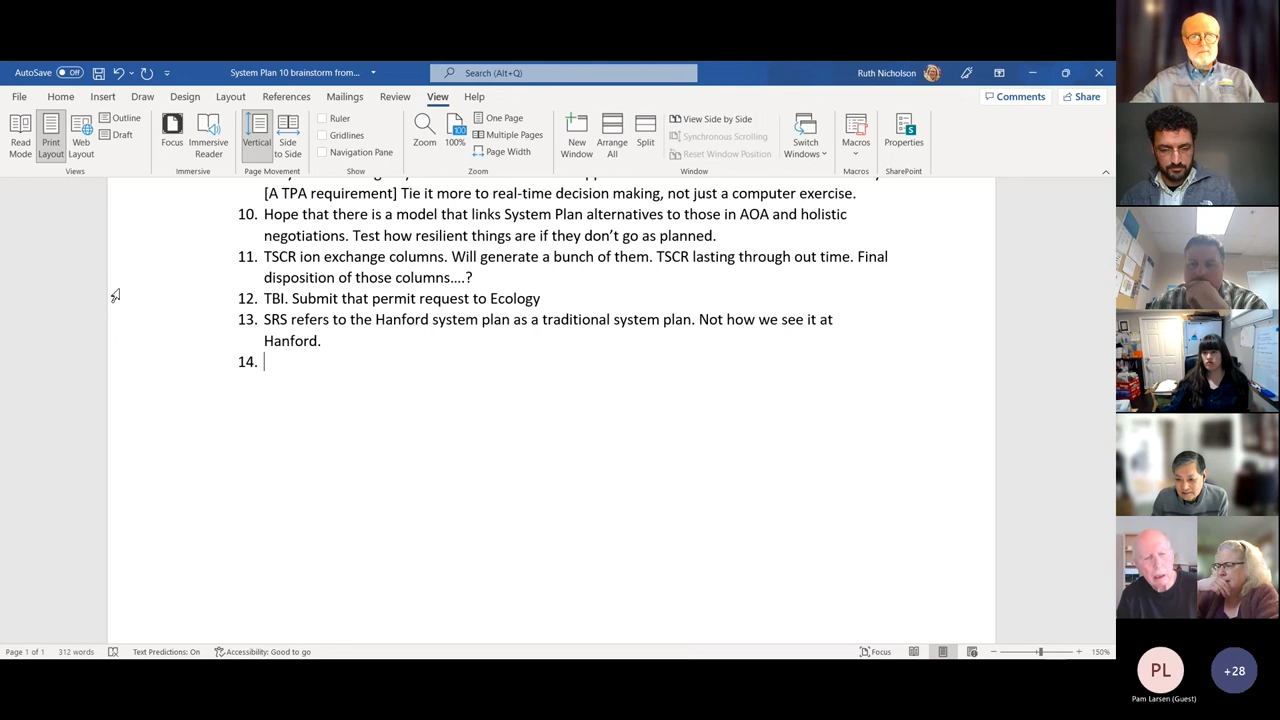 AutoSave Off
System Plan 10 brainstorm from...
Search (Alt+Q)
Ruth Nicholson
File Home Insert Draw Design Layout References Mailings Review View Help
Comments Share
Read Mode
Print Layout
Web Layout
Outline
Draft
Views
Focus
Immersive Reader
Immersive
Vertical
Side to Side
Page Movement
Ruler
Gridlines
Navigation Pane
Show
Zoom
100
100%
One Page
Multiple Pages
Page Width
Zoom
New Window
Arrange All
Split
View Side by Side
Synchronous Scrolling
Reset Window Position
Window
Switch Windows
Macros
Macros
Properties
SharePoint
[A TPA requirement] Tie it more to real-time decision making, not just a computer exercise.
10. Hope that there is a model that links System Plan alternatives to those in AOA and holistic
negotiations. Test how resilient things are if they don’t go as planned.
11. TSCR ion exchange columns. Will generate a bunch of them. TSCR lasting through out time. Final
disposition of those columns....?
12. TBI. Submit that permit request to Ecology
13. SRS refers to the Hanford system plan as a traditional system plan. Not how we see it at
Hanford.
14.
Page 1 of 1 312 words Text Predictions: On Accessibility: Good to go Focus 150%
PL
+28
Pam Larsen (Guest)